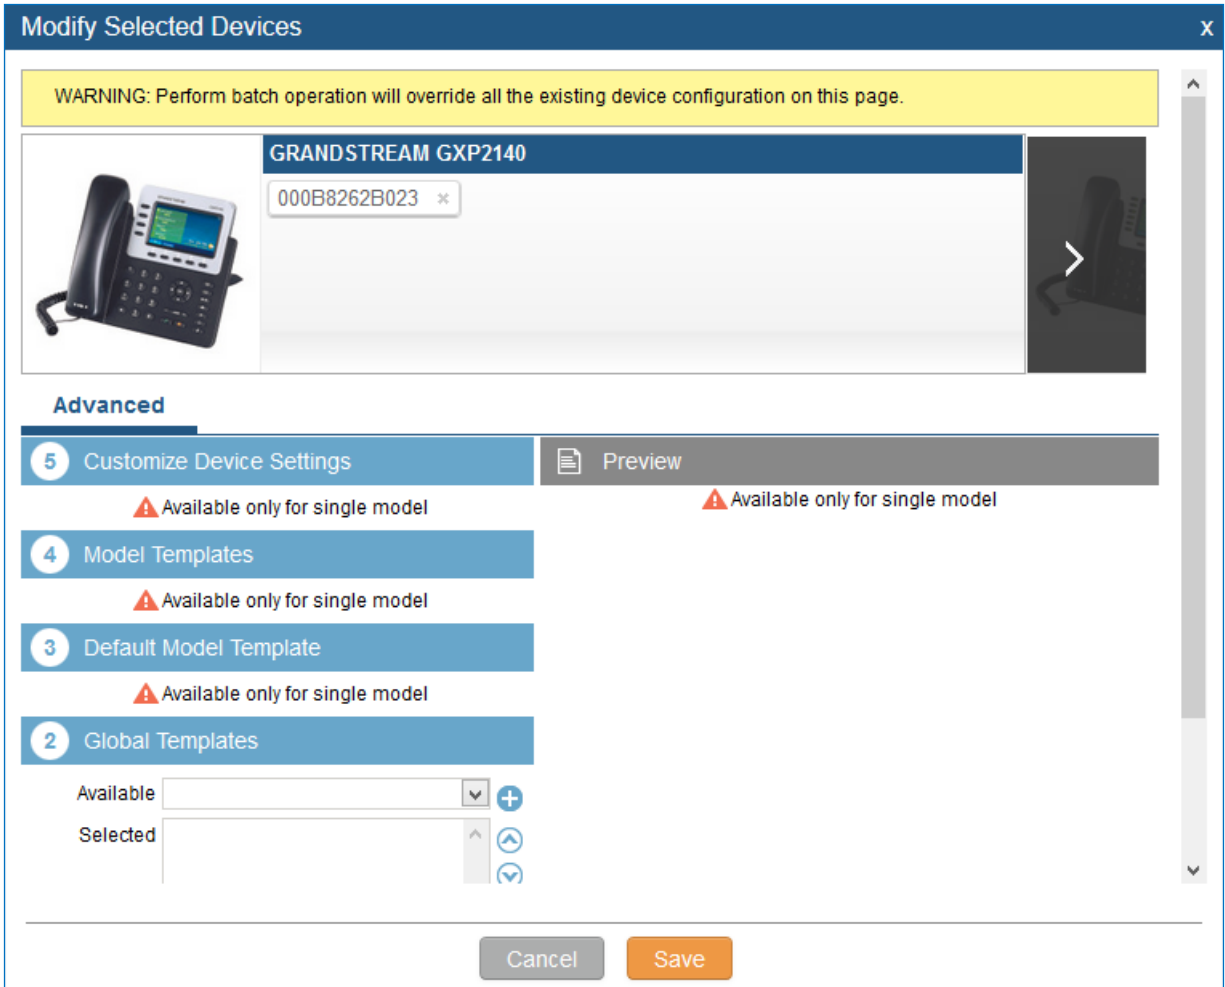 Modify Selected Devices
x
WARNING: Perform batch operation will override all the existing device configuration on this page.
GRANDSTREAM GXP2140
000B8262B023 ×
Advanced
5 Customize Device Settings
Available only for single model
4 Model Templates
Available only for single model
3 Default Model Template
Available only for single model
2 Global Templates
Available
Selected
Preview
Available only for single model
Cancel
Save